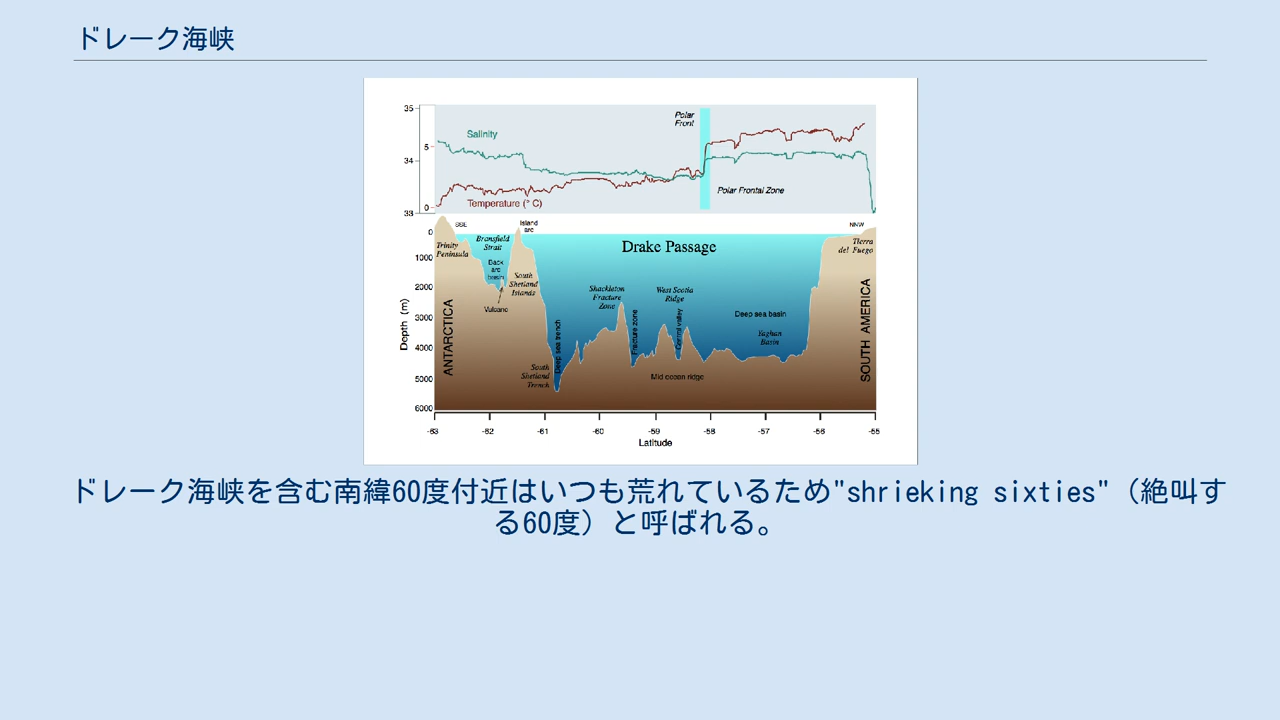 ドレーク海峡
35
Polar
Front
Salinity
5
34
Polar Frontal Zone
Temperature (° C)
0
33
SSE
Island
arc
NNW
0
Trinity
Peninsula
Bransfield
Strait
Drake Passage
Tierra
del Fuego
1000
Back
arc
basin
South
Shetland
Islands
2000
Shackleton
Fracture
Zone
West Scotia
Ridge
Volcano
3000
Deep sea basin
Depth (m)
ANTARCTICA
Deep sea trench
Fracture zone
Central valley
Yaghan
Basin
SOUTH AMERICA
4000
South
Shetland
Trench
Mid ocean ridge
5000
6000
-63 -62 -61 -60 -59 -58 -57 -56 -55
Latitude
ドレーク海峡を含む南緯60度付近はいつも荒れているため"shrieking sixties"（絶叫す
る60度）と呼ばれる。